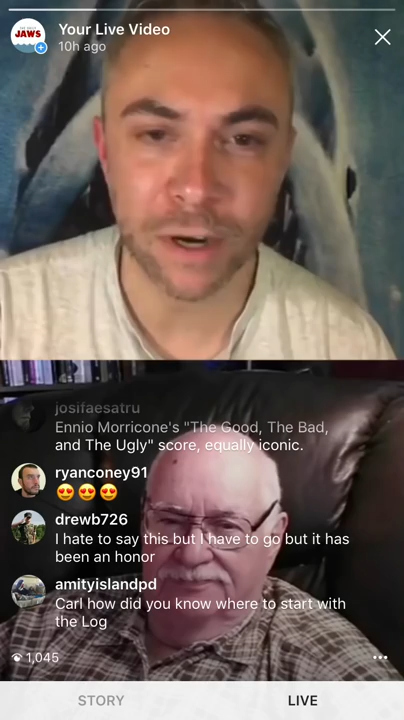 JAWS
Your Live Video
10h ago
josifaesatru
Ennio Morricone's "The Good, The Bad,
and The Ugly" score, equally iconic.
ryanconey91
😍😍😍
drewb726
I hate to say this but I have to go but it has
been an honor
amityislandpd
Carl how did you know where to start with
the Log
1,045
STORY
LIVE